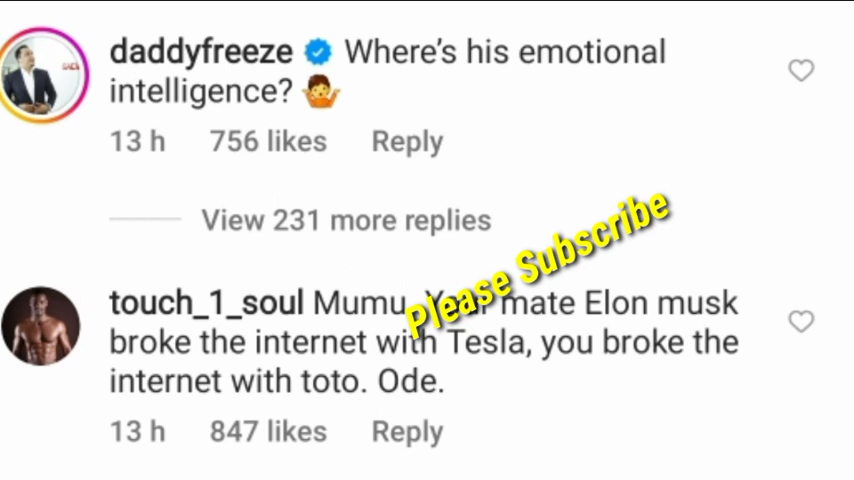 daddyfreeze Where's his emotional
intelligence? 🤷
13 h 756 likes Reply
View 231 more replies
Please Subscribe
touch_1_soul Mumu. mate Elon musk
broke the internet with Tesla, you broke the
internet with toto. Ode.
13 h 847 likes Reply